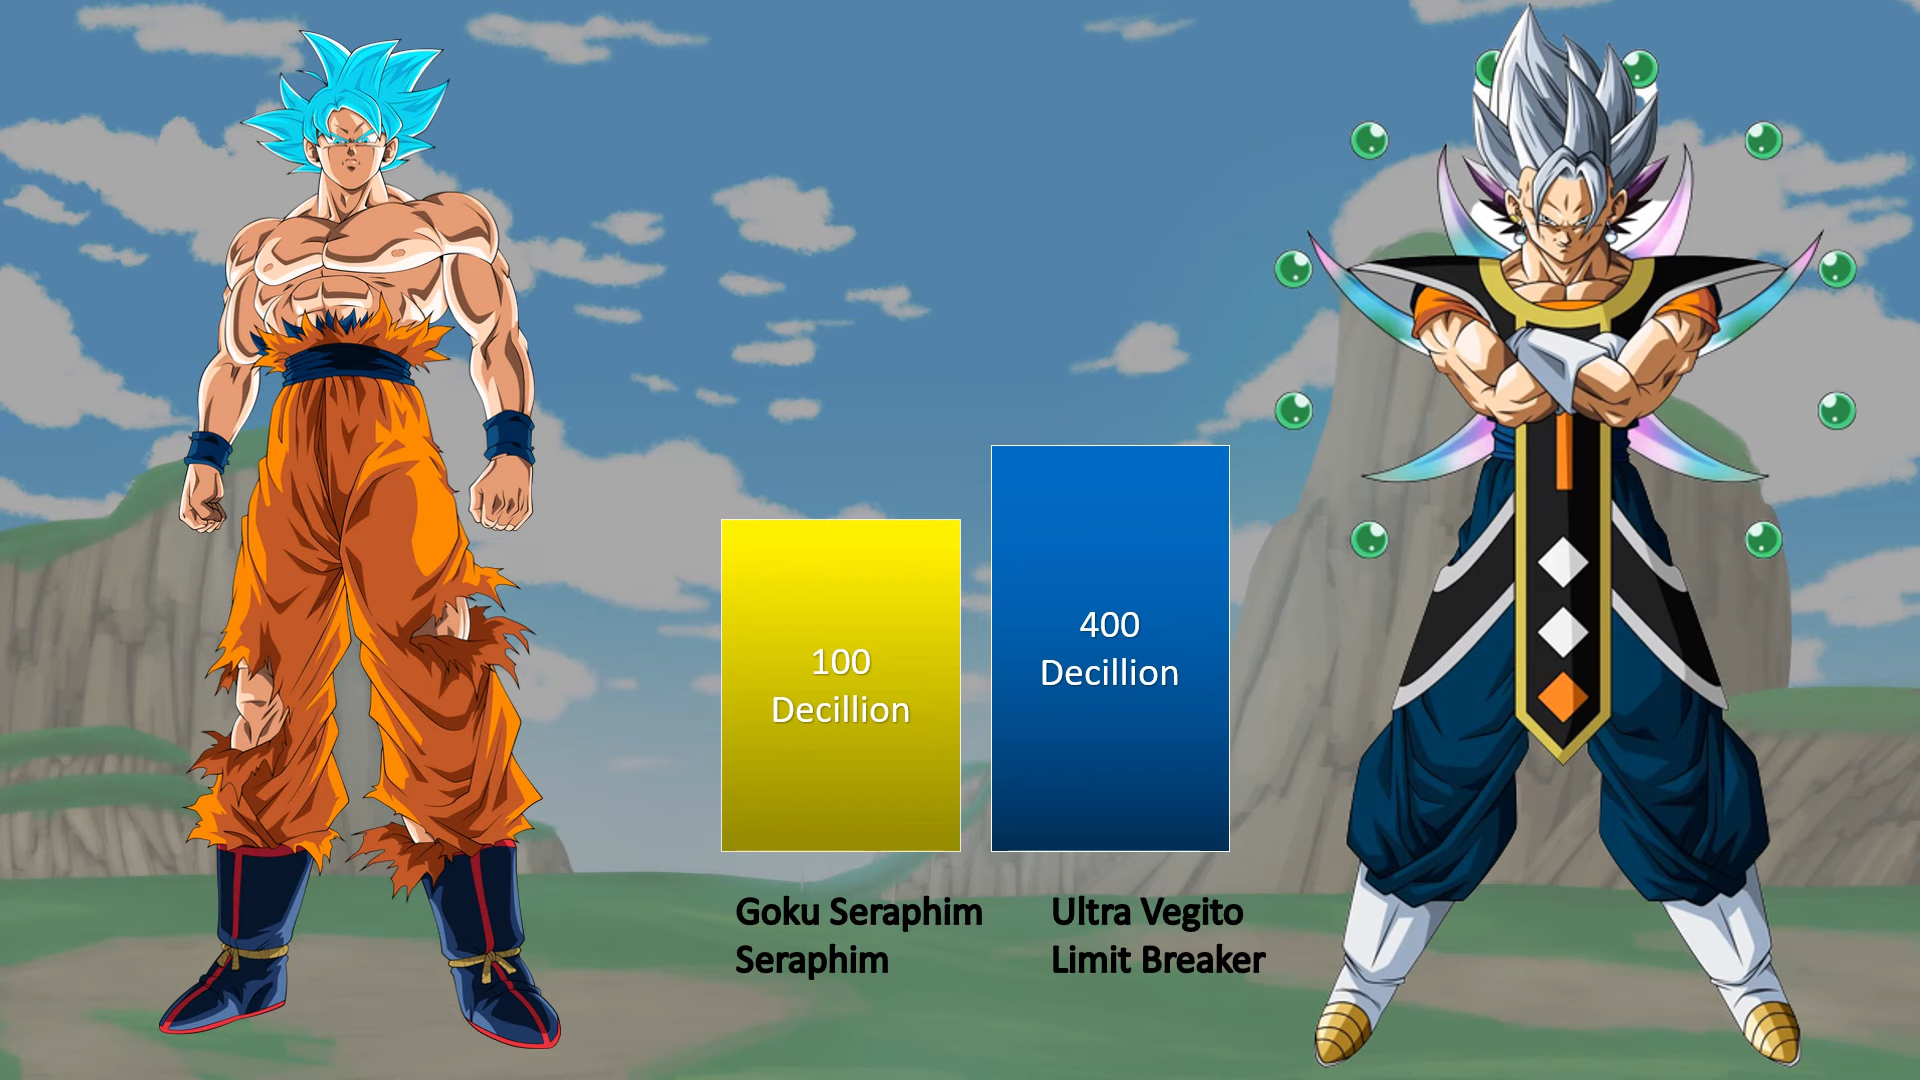 100
Decillion
400
Decillion
Goku Seraphim
Seraphim
Ultra Vegito
Limit Breaker